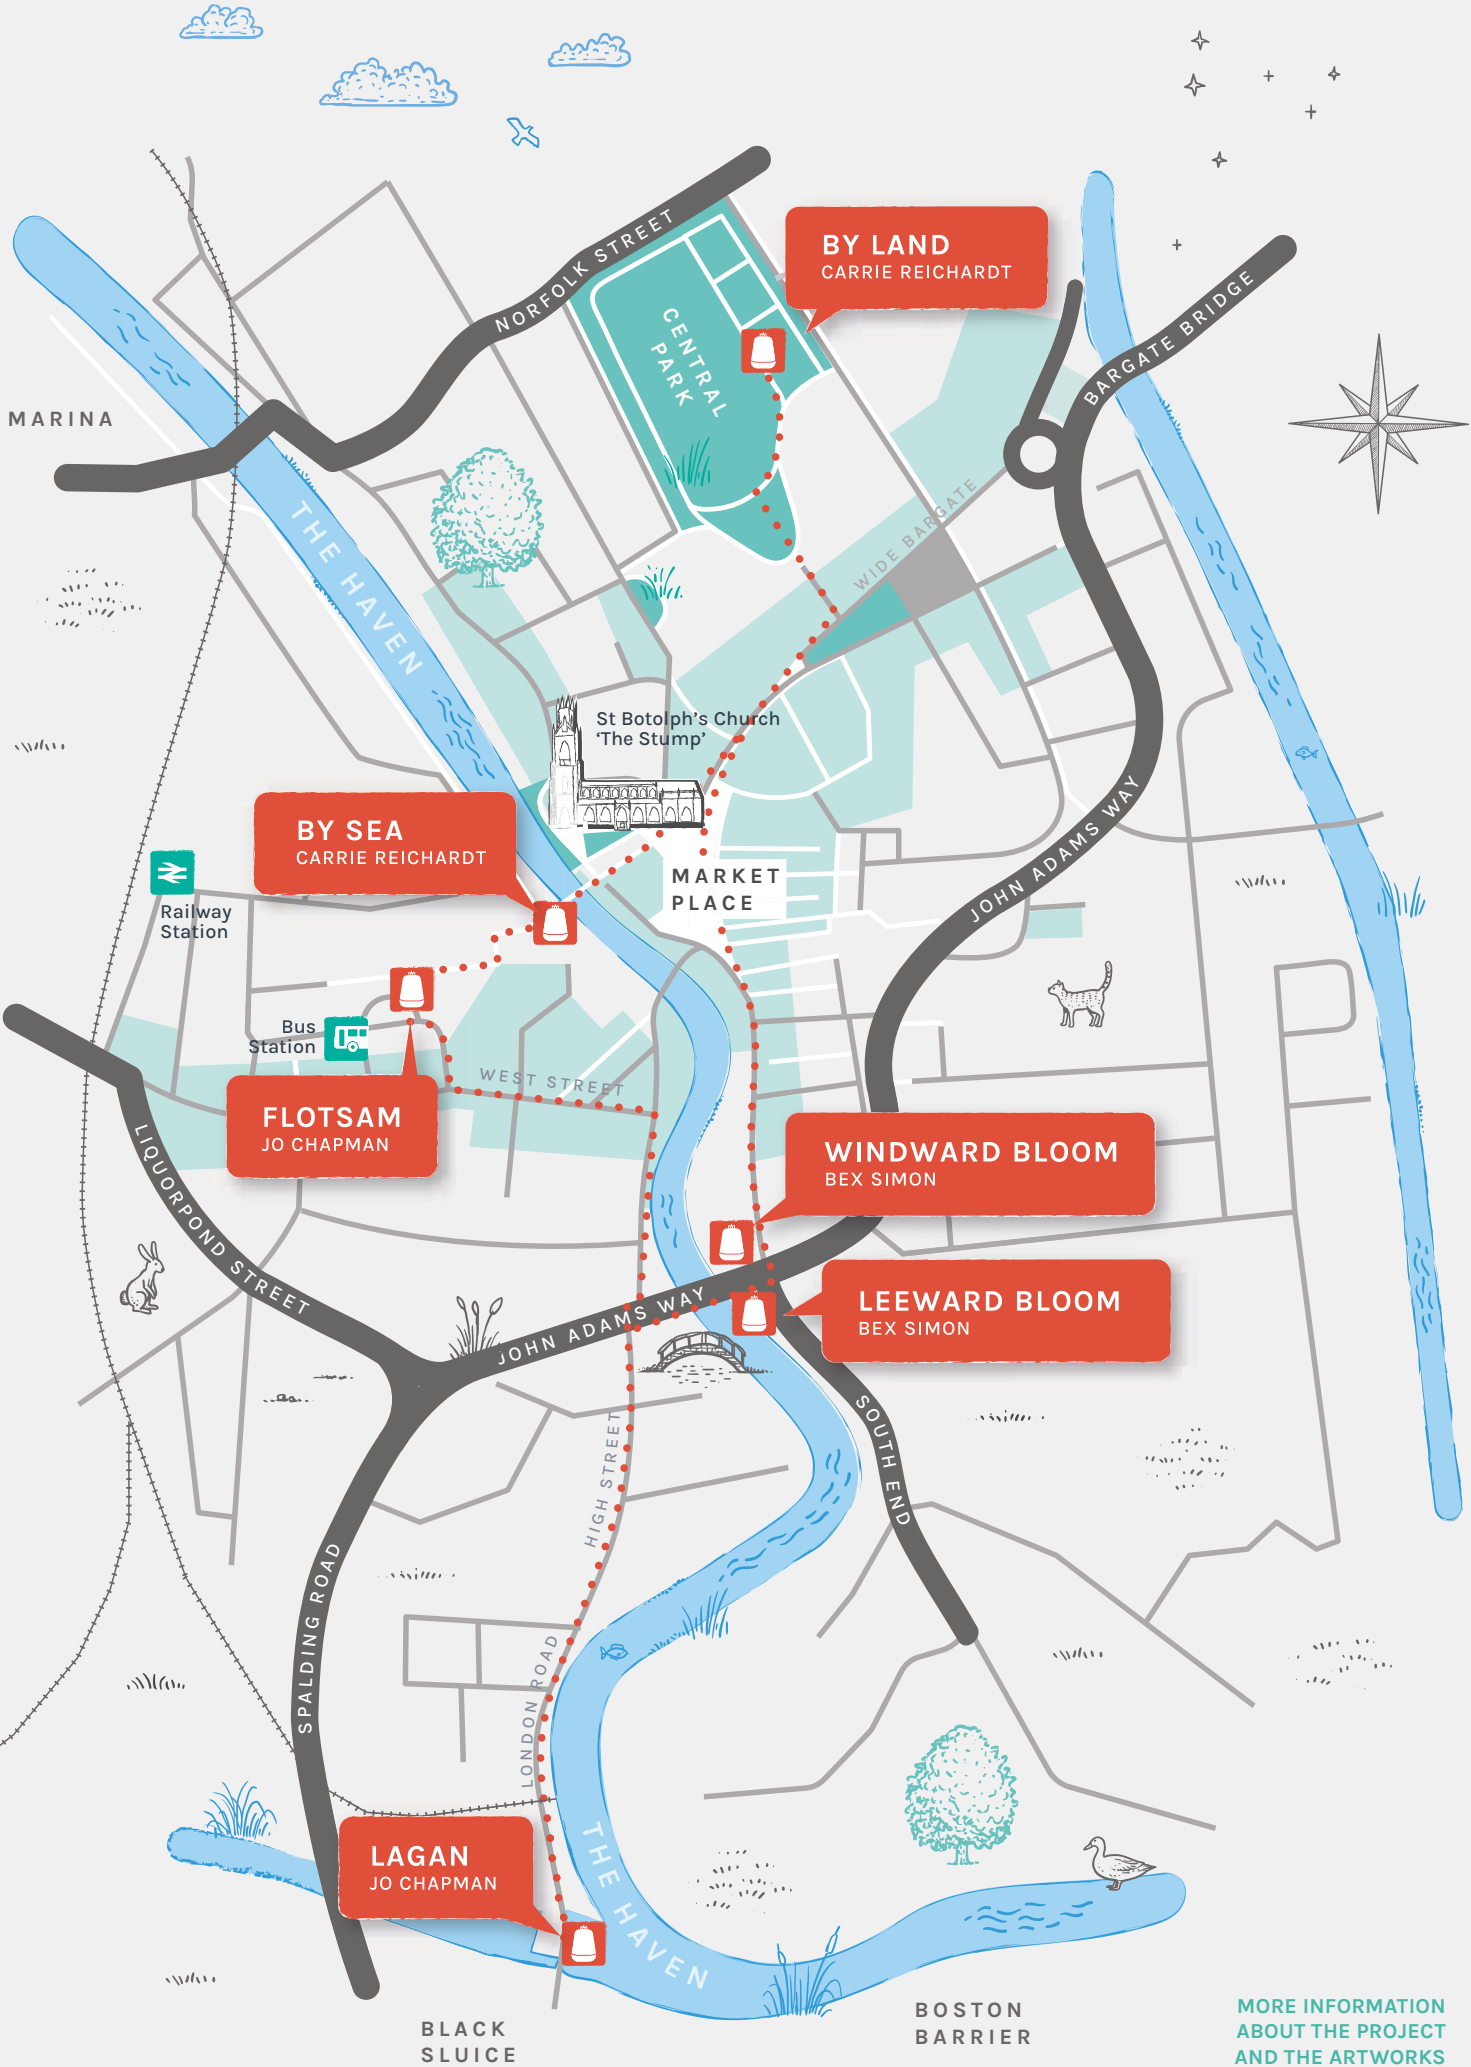 NORFOLK STREET
BY LAND
CARRIE REICHARDT
BARGATE BRIDGE
CENTRAL
PARK
MARINA
WIDE BARGATE
THE HAVEN
St Botolph's Church
‘The Stump’
BY SEA
CARRIE REICHARDT
JOHN ADAMS WAY
MARKET
PLACE
Railway
Station
Bus
Station
WEST STREET
FLOTSAM
JO CHAPMAN
WINDWARD BLOOM
BEX SIMON
LIQUORPOND STREET
LEEWARD BLOOM
BEX SIMON
JOHN ADAMS WAY
SOUTH END
HIGH STREET
SPALDING ROAD
LONDON ROAD
LAGAN
JO CHAPMAN
THE HAVEN
BLACK
SLUICE
BOSTON
BARRIER
MORE INFORMATION
ABOUT THE PROJECT
AND THE ARTWORKS